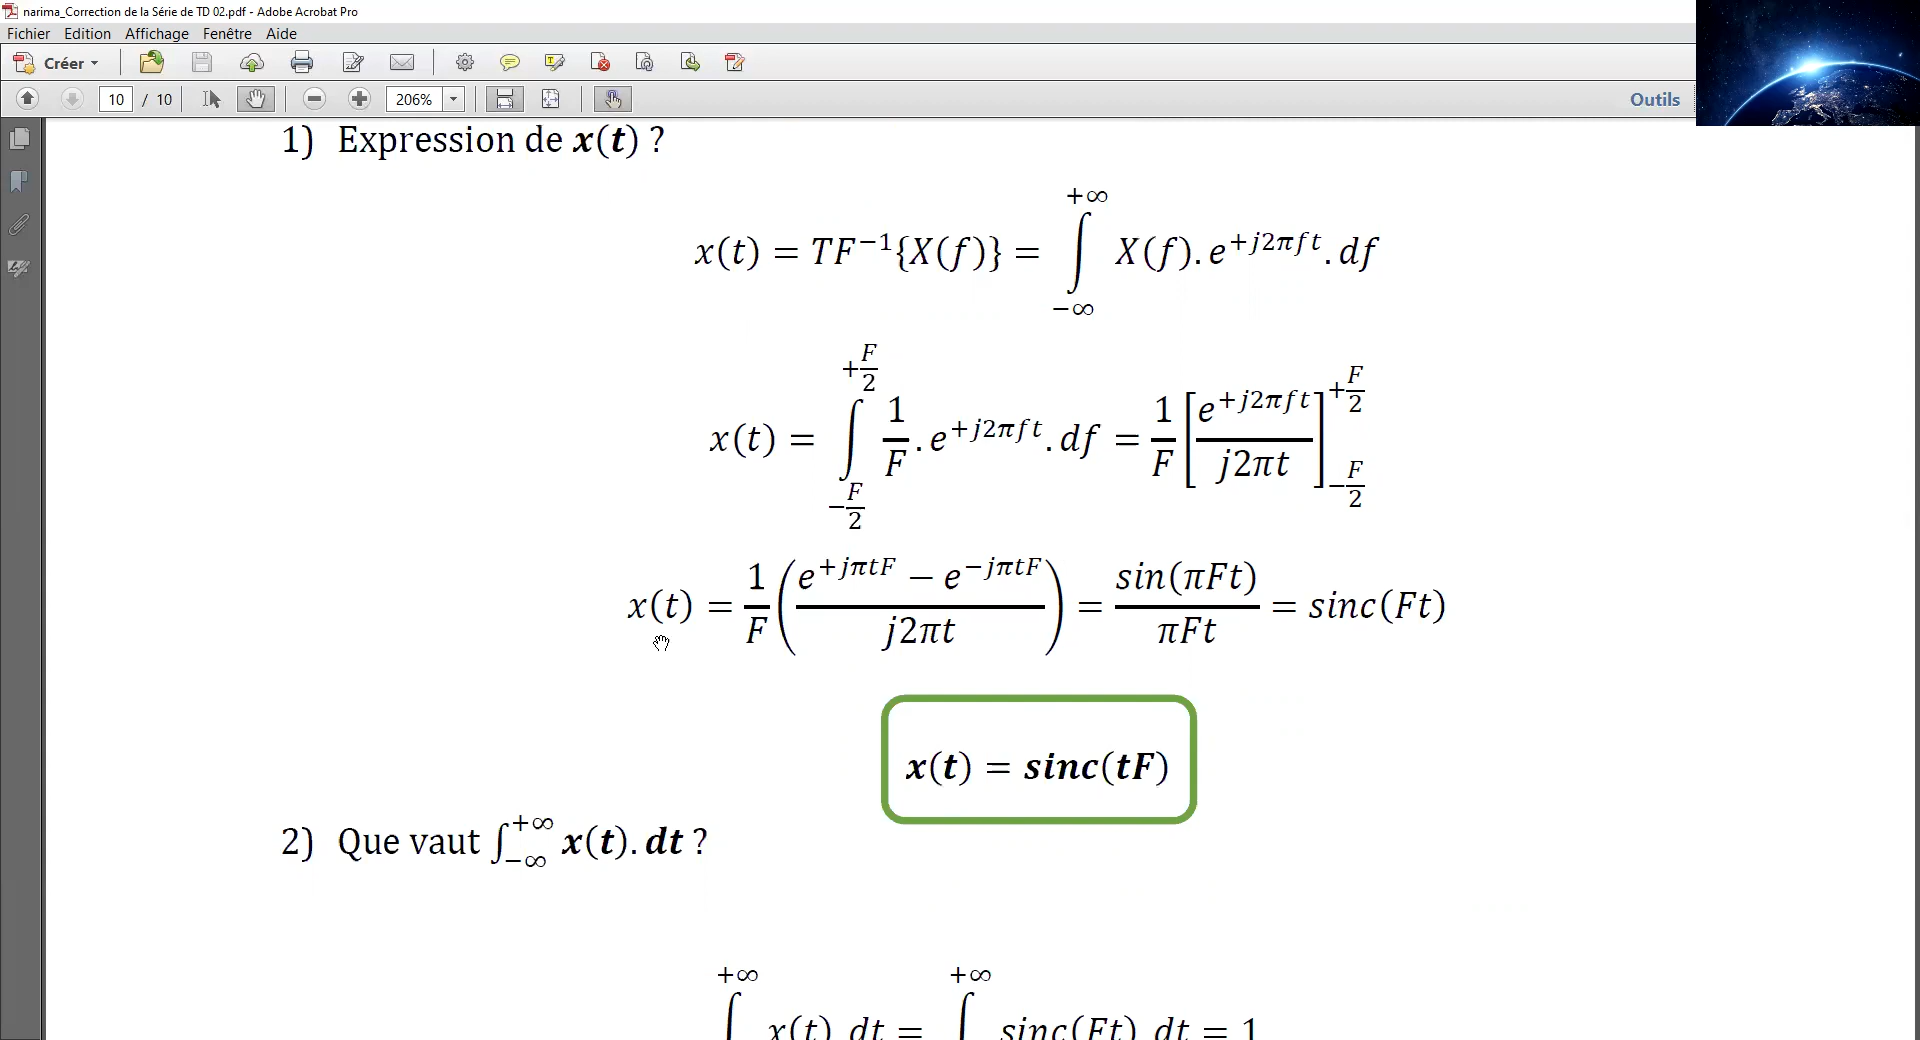 narima_Correction de la Série de TD 02.pdf - Adobe Acrobat Pro
Fichier Edition Affichage Fenêtre Aide
Créer
10 / 10 206% Outils
1) Expression de x(t) ?
x(t) = TF⁻¹{X(f)} = ∫_{−∞}^{+∞} X(f). e^{+j2πft}. df
x(t) = ∫_{−F/2}^{+F/2} 1/F . e^{+j2πft}. df = 1/F [e^{+j2πft} / j2πt]_{−F/2}^{+F/2}
x(t) = 1/F ((e^{+jπtF} − e^{−jπtF}) / j2πt) = sin(πFt) / πFt = sinc(Ft)
x(t) = sinc(tF)
2) Que vaut ∫_{−∞}^{+∞} x(t). dt ?
∫^{+∞} x(t) dt = ∫^{+∞} sinc(Ft) dt = 1